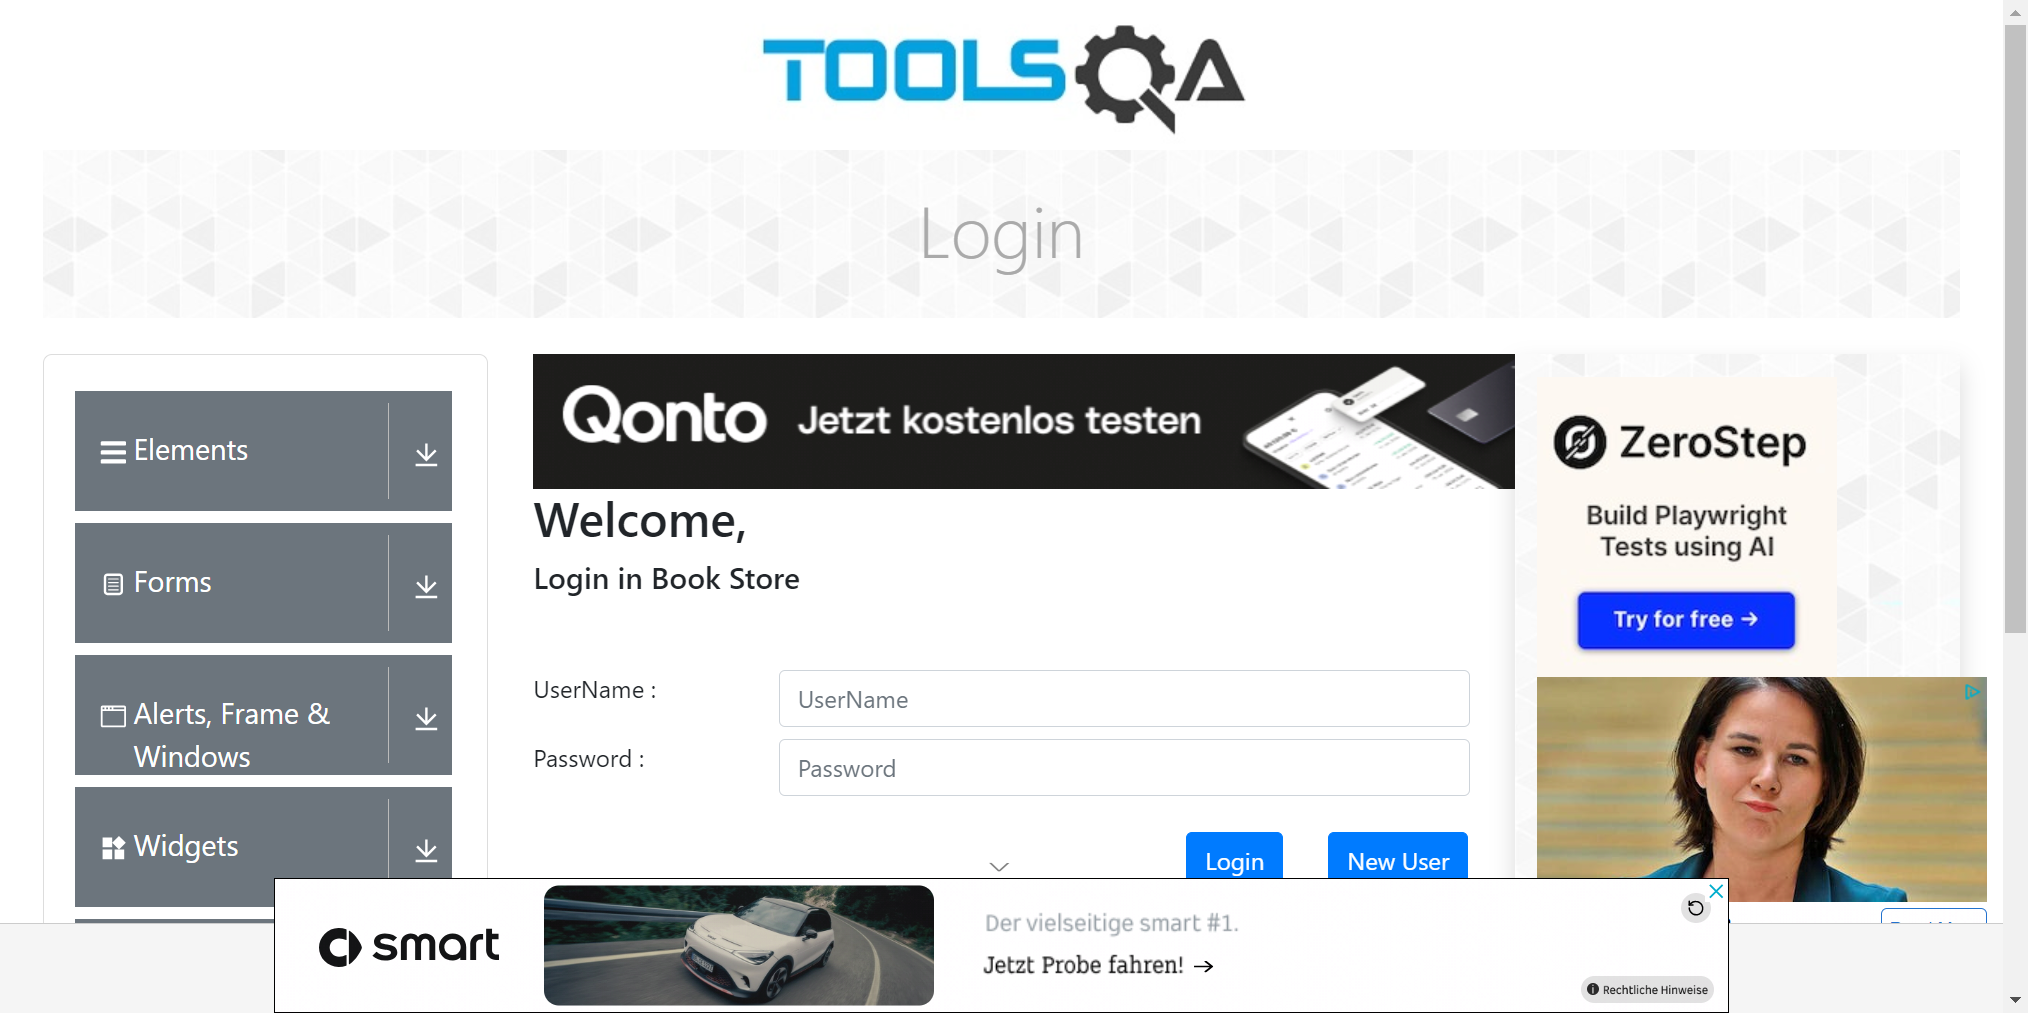 TOOLSQA
Login
Elements
Forms
Alerts, Frame &
Windows
Widgets
Qonto Jetzt kostenlos testen
Welcome,
Login in Book Store
UserName :
UserName
Password :
Password
Login
New User
ZeroStep
Build Playwright
Tests using AI
Try for free →
smart
Der vielseitige smart #1.
Jetzt Probe fahren! →
Rechtliche Hinweise